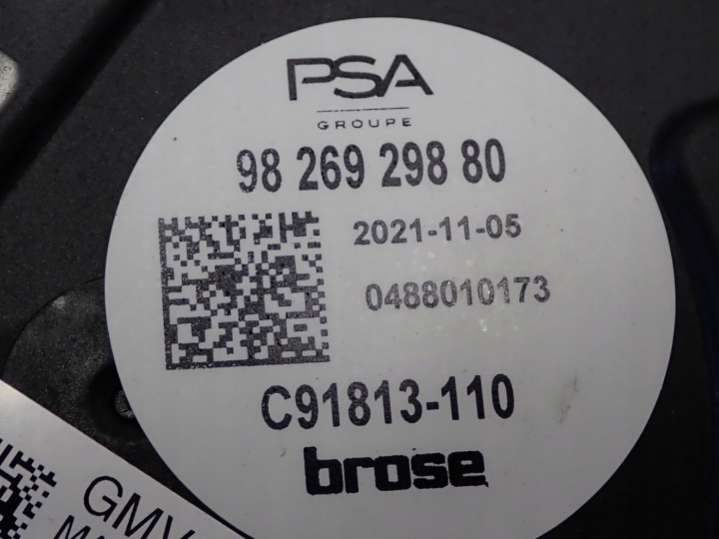 PSA
GROUPE
98 269 298 80
2021-11-05
0488010173
C91813-110
brose
GMV